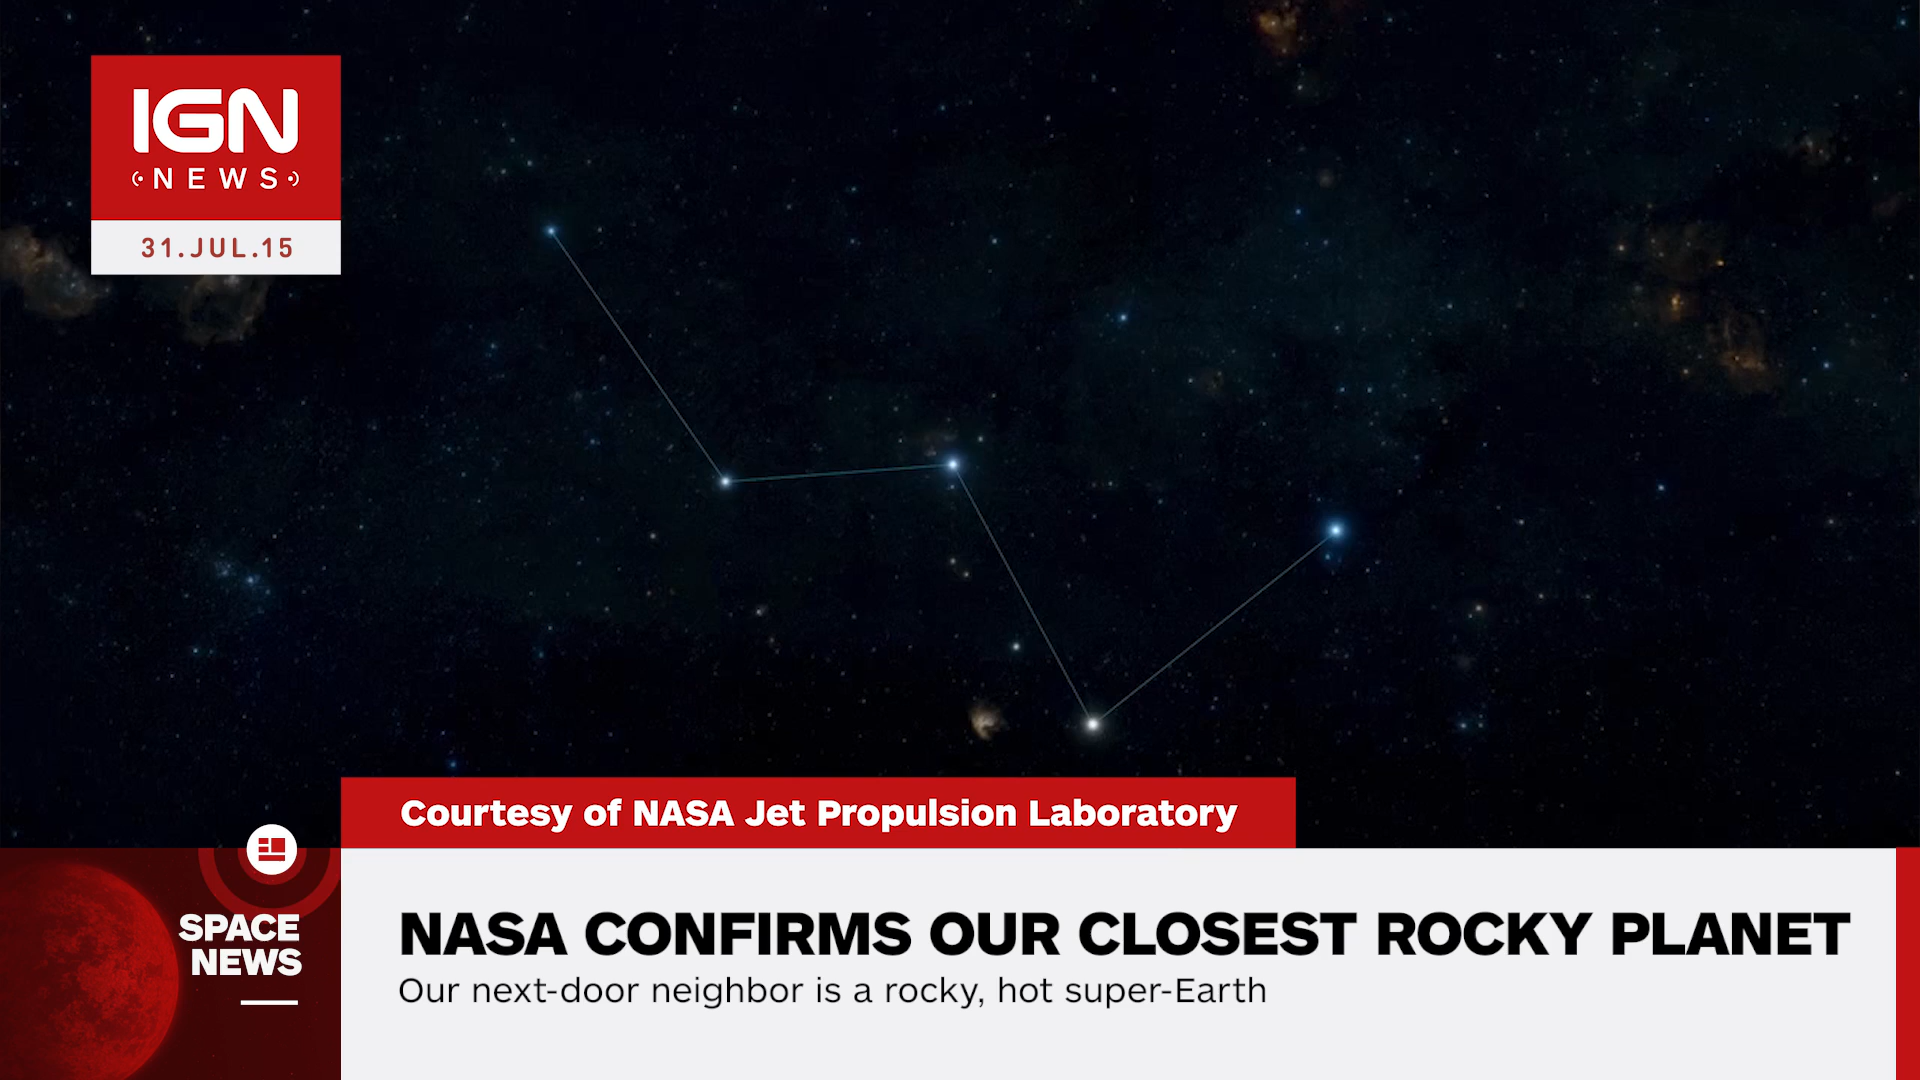 IGN
NEWS
31.JUL.15
Courtesy of NASA Jet Propulsion Laboratory
SPACE
NEWS
NASA CONFIRMS OUR CLOSEST ROCKY PLANET
Our next-door neighbor is a rocky, hot super-Earth